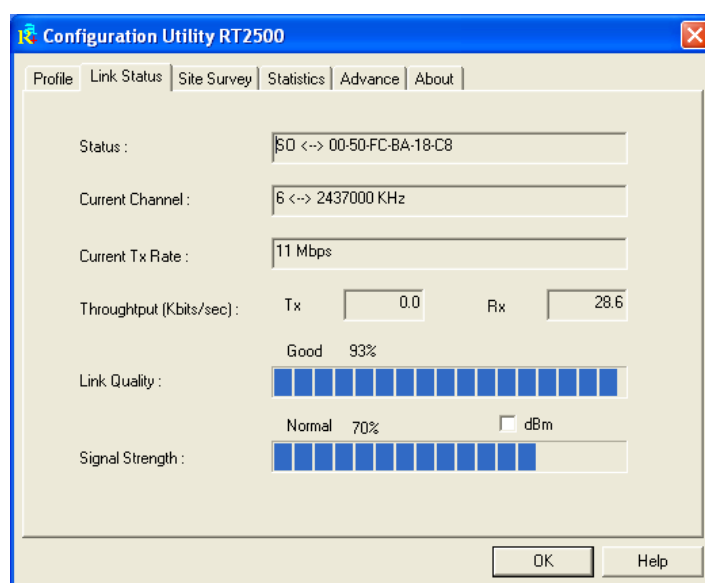 Configuration Utility RT2500
Profile Link Status Site Survey Statistics Advance About
Status : SO <--> 00-50-FC-BA-18-C8
Current Channel : 6 <--> 2437000 KHz
Current Tx Rate : 11 Mbps
Throughtput (Kbits/sec) : Tx 0.0 Rx 28.6
Good 93%
Link Quality :
Normal 70% dBm
Signal Strength :
OK Help